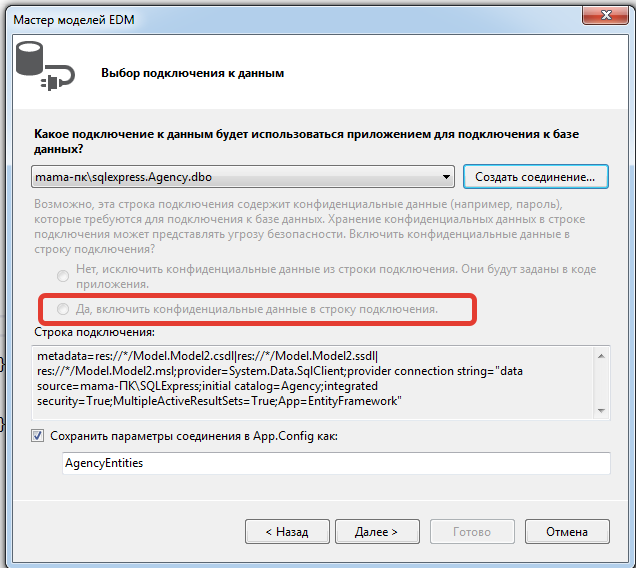 Мастер моделей EDM
Выбор подключения к данным
Какое подключение к данным будет использоваться приложением для подключения к базе
данных?
mama-пк\sqlexpress.Agency.dbo
Создать соединение...
Возможно, эта строка подключения содержит конфиденциальные данные (например, пароль),
которые требуются для подключения к базе данных. Хранение конфиденциальных данных в строке
подключения может представлять угрозу безопасности. Включить конфиденциальные данные в
строку подключения?
Нет, исключить конфиденциальные данные из строки подключения. Они будут заданы в коде
приложения.
Да, включить конфиденциальные данные в строку подключения.
Строка подключения:
metadata=res://*/Model.Model2.csdl|res://*/Model.Model2.ssdl|
res://*/Model.Model2.msl;provider=System.Data.SqlClient;provider connection string="data
source=mama-ПК\SQLExpress;initial catalog=Agency;integrated
security=True;MultipleActiveResultSets=True;App=EntityFramework"
}
}
Сохранить параметры соединения в App.Config как:
AgencyEntities
< Назад
Далее >
Готово
Отмена